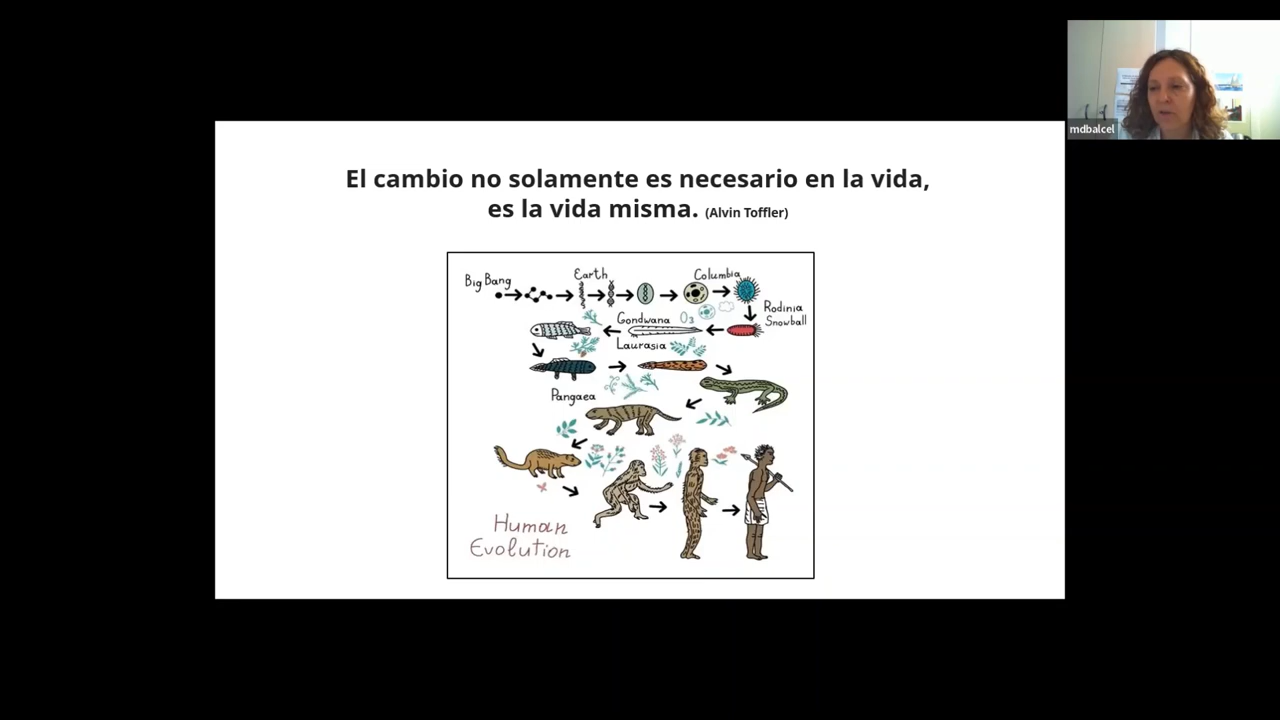 El cambio no solamente es necesario en la vida,
es la vida misma. (Alvin Toffler)
mdbalcel
Big Bang
Earth
Columbia
Rodinia
Snowball
Gondwana
O₃
Laurasia
Pangaea
Human
Evolution